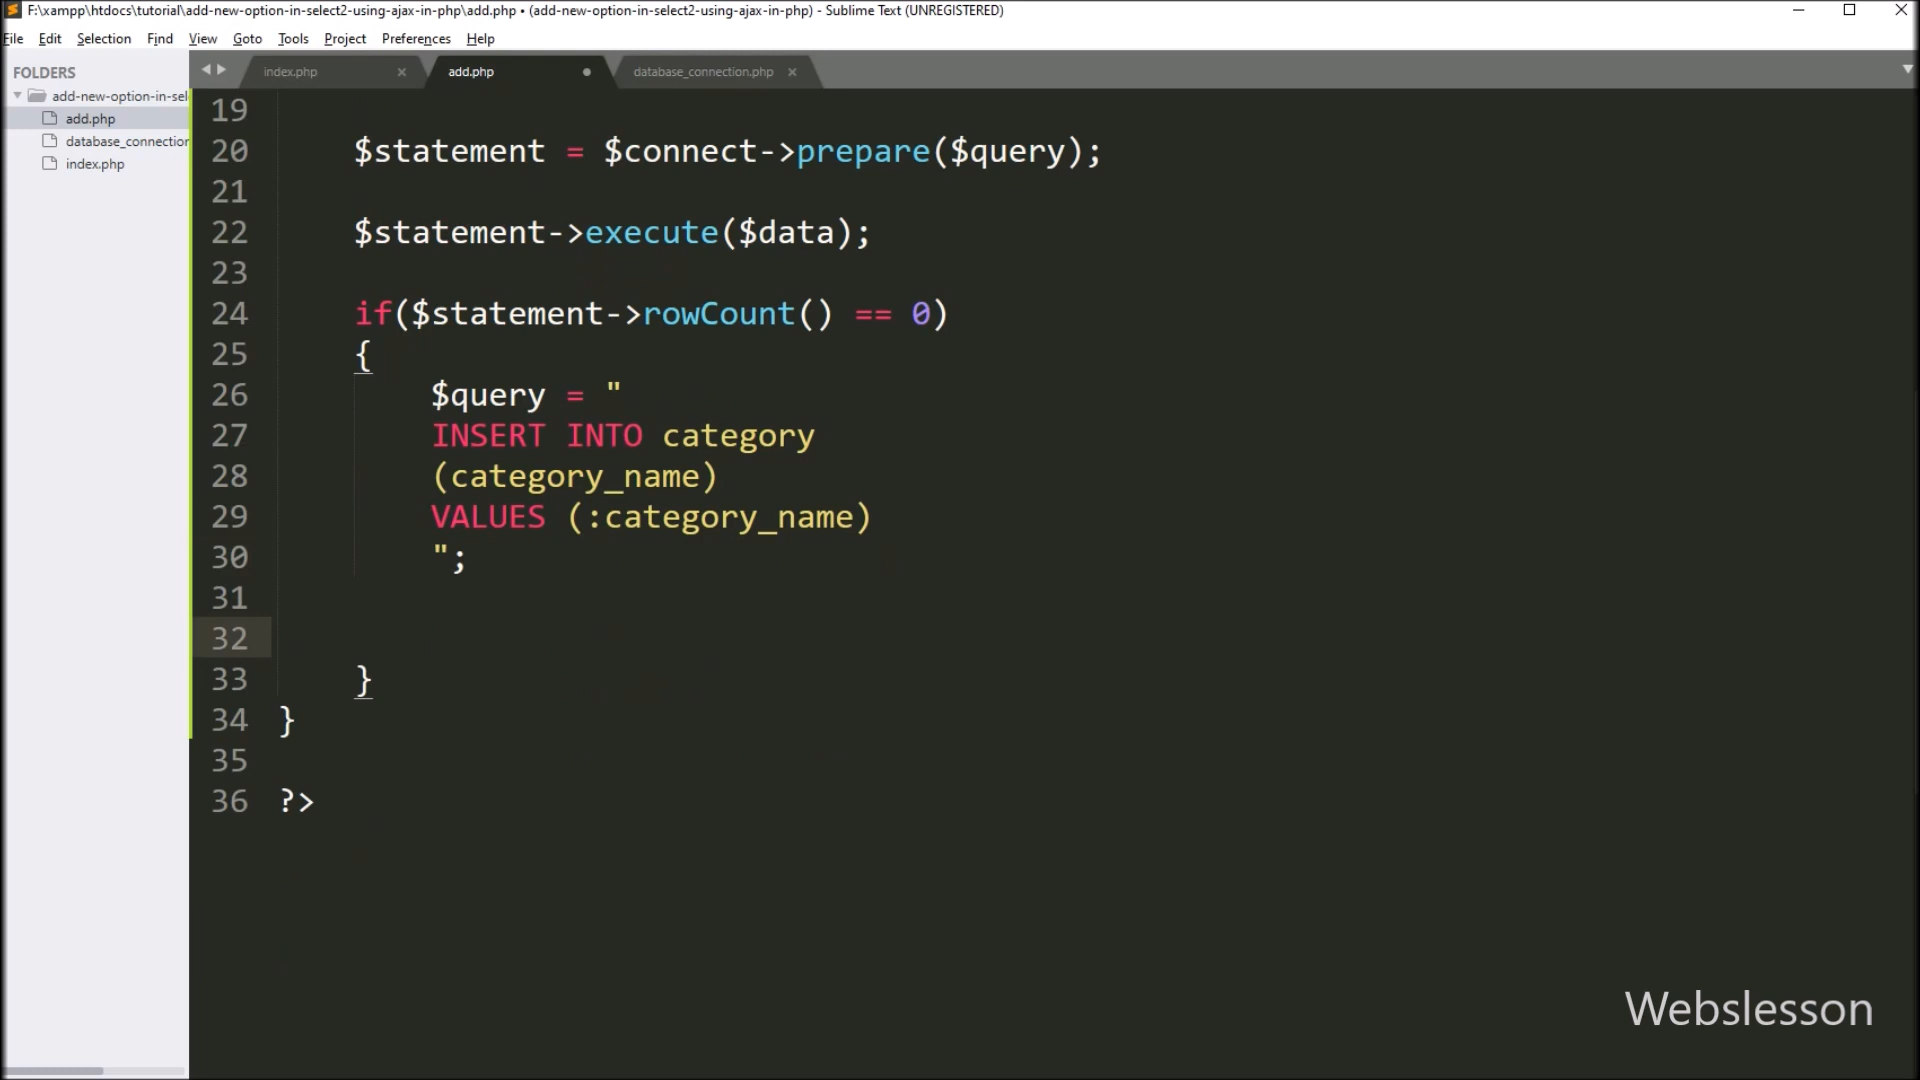 F:\xampp\htdocs\tutorial\add-new-option-in-select2-using-ajax-in-php\add.php • (add-new-option-in-select2-using-ajax-in-php) - Sublime Text (UNREGISTERED)
File Edit Selection Find View Goto Tools Project Preferences Help
FOLDERS
add-new-option-in-sel
add.php
database_connection
index.php
index.php add.php database_connection.php
19
20 $statement = $connect->prepare($query);
21
22 $statement->execute($data);
23
24 if($statement->rowCount() == 0)
25 {
26 $query = "
27 INSERT INTO category
28 (category_name)
29 VALUES (:category_name)
30 ";
31
32
33 }
34 }
35
36 ?>
Webslesson